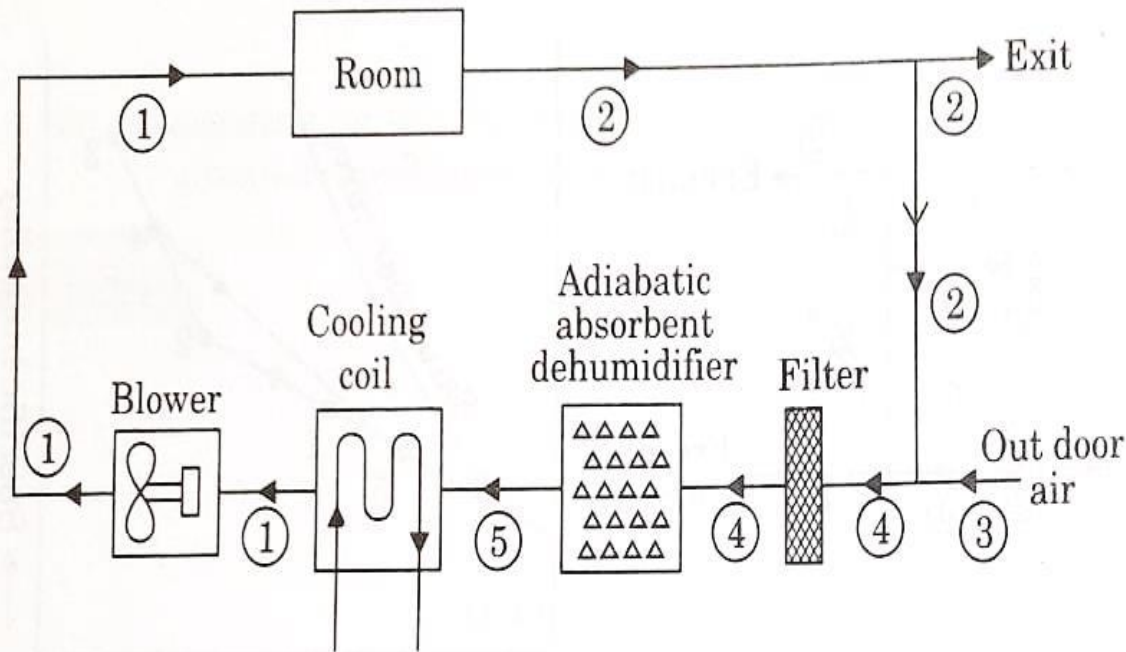 Room
Exit
①
②
②
Adiabatic
absorbent
dehumidifier
②
Cooling
coil
Filter
Blower
Out door
air
①
①
⑤
④
④
③